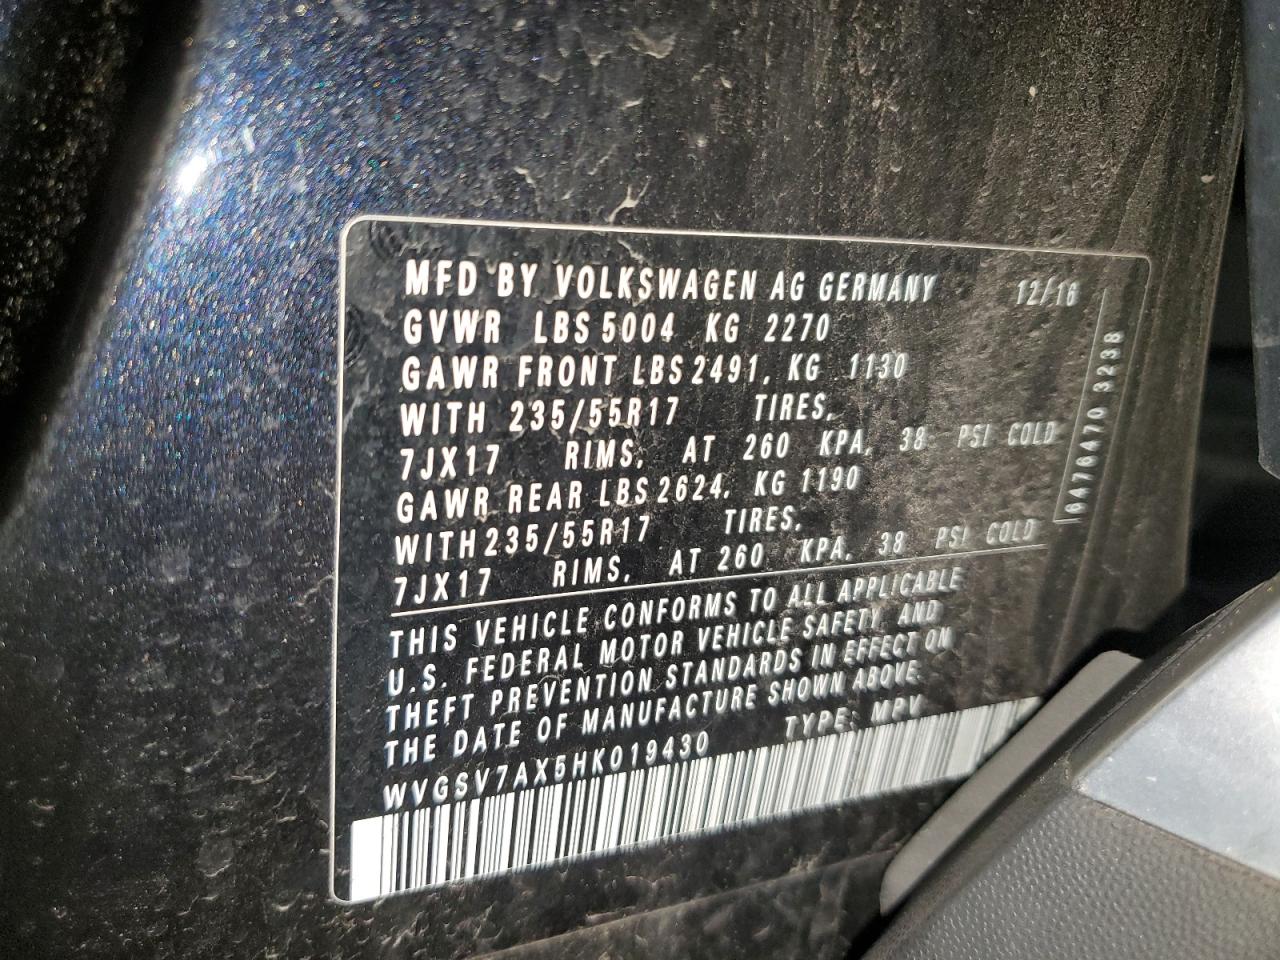 MFD BY VOLKSWAGEN AG GERMANY 12/16
GVWR LBS 5004 KG 2270
GAWR FRONT LBS 2491, KG 1130
WITH 235/55R17 TIRES,
7JX17 RIMS, AT 260 KPA, 38 PSI COLD
GAWR REAR LBS 2624, KG 1190
WITH 235/55R17 TIRES,
7JX17 RIMS, AT 260 KPA, 38 PSI COLD
THIS VEHICLE CONFORMS TO ALL APPLICABLE
U.S. FEDERAL MOTOR VEHICLE SAFETY, AND
THEFT PREVENTION STANDARDS IN EFFECT ON
THE DATE OF MANUFACTURE SHOWN ABOVE.
WVGSV7AX5HK019430 TYPE: MPV